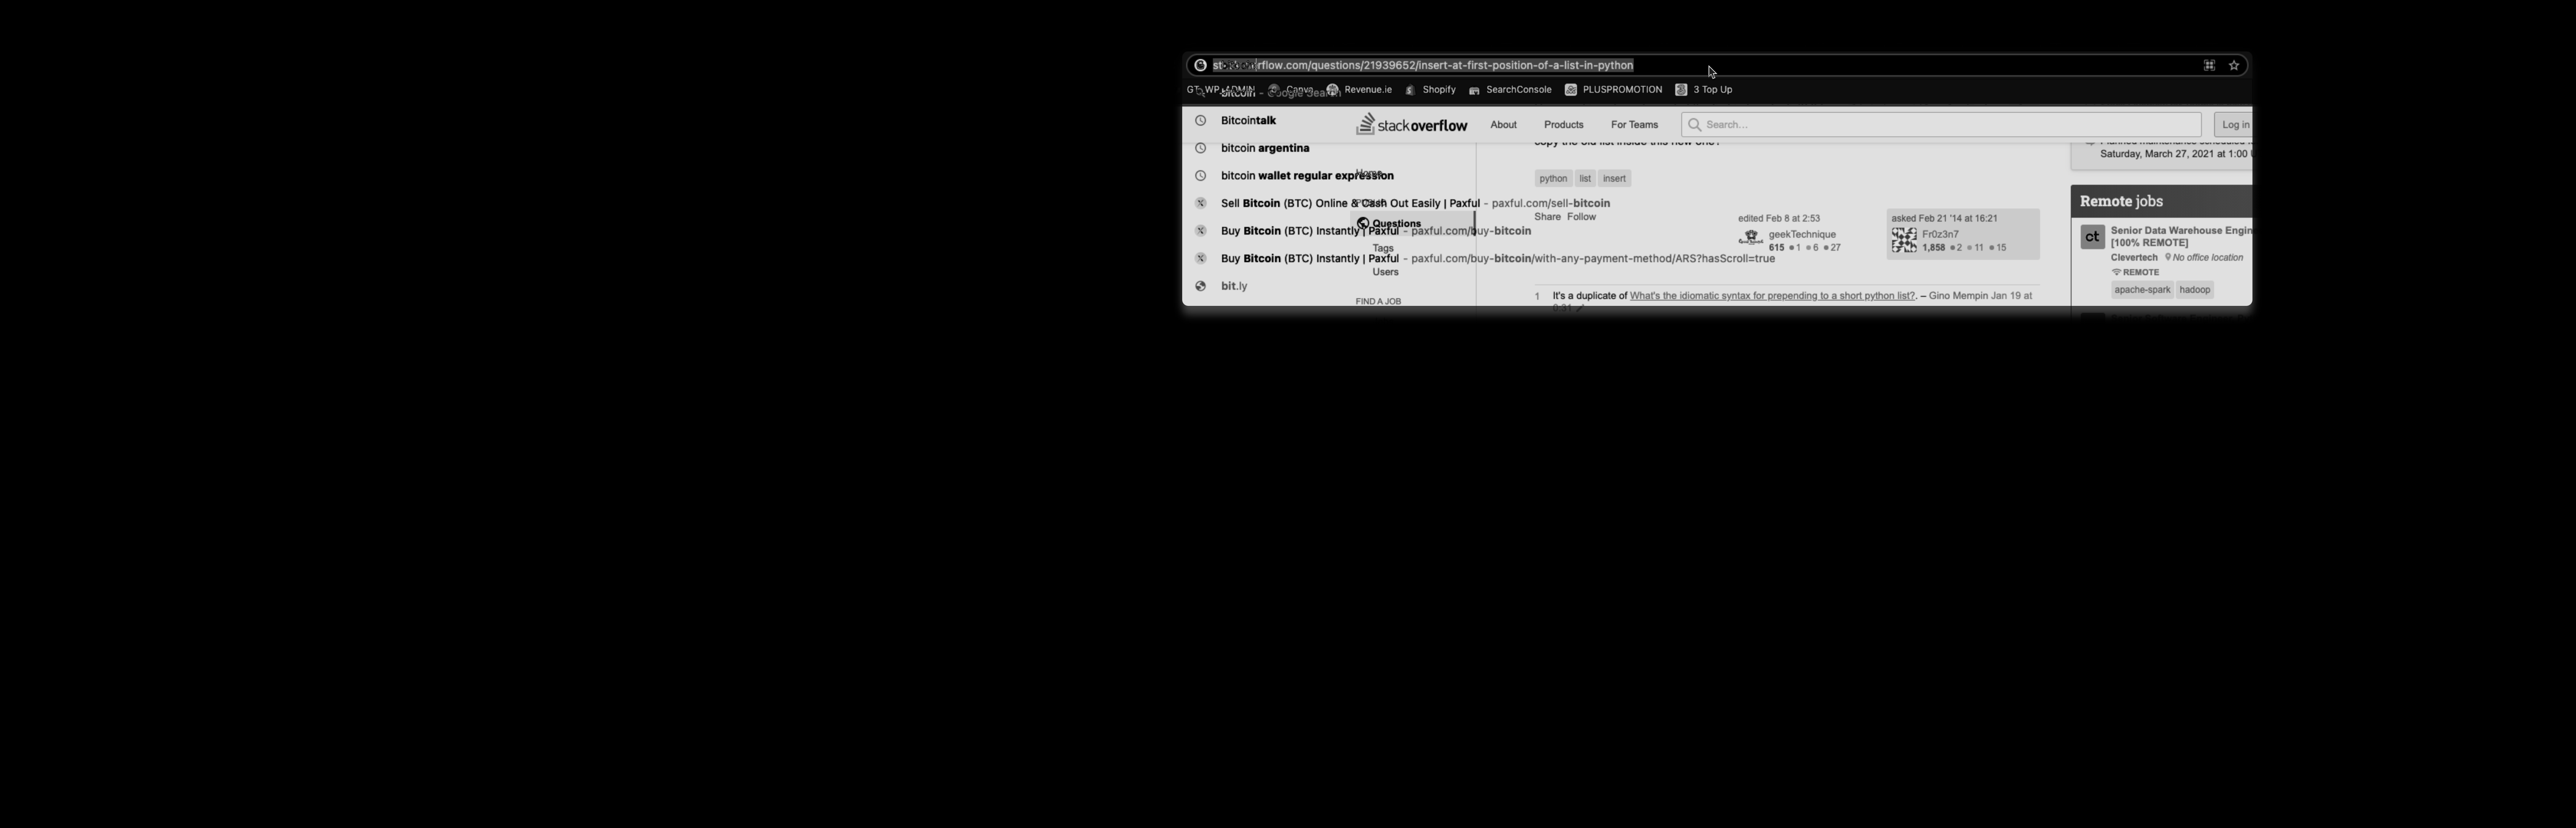 rflow.com/questions/21939652/insert-at-first-position-of-a-list-in-python
GT WP ADMIN Canva Revenue.ie Shopify SearchConsole PLUSPROMOTION 3 Top Up
Bitcoin - Google Search
Bitcointalk
stackoverflow About Products For Teams Search... Log in
bitcoin argentina
copy the old list inside this new one?
Saturday, March 27, 2021 at 1:00
bitcoin wallet regular expression
Home
python list insert
Remote jobs
Sell Bitcoin (BTC) Online & Cash Out Easily | Paxful - paxful.com/sell-bitcoin
Share Follow
edited Feb 8 at 2:53
asked Feb 21 '14 at 16:21
Questions
Buy Bitcoin (BTC) Instantly | Paxful - paxful.com/buy-bitcoin
geekTechnique
615 1 6 27
Fr0z3n7
1,858 2 11 15
ct
Senior Data Warehouse Engin
[100% REMOTE]
Clevertech No office location
REMOTE
Tags
Buy Bitcoin (BTC) Instantly | Paxful - paxful.com/buy-bitcoin/with-any-payment-method/ARS?hasScroll=true
Users
bit.ly
apache-spark hadoop
FIND A JOB
1 It's a duplicate of What's the idiomatic syntax for prepending to a short python list?. – Gino Mempin Jan 19 at